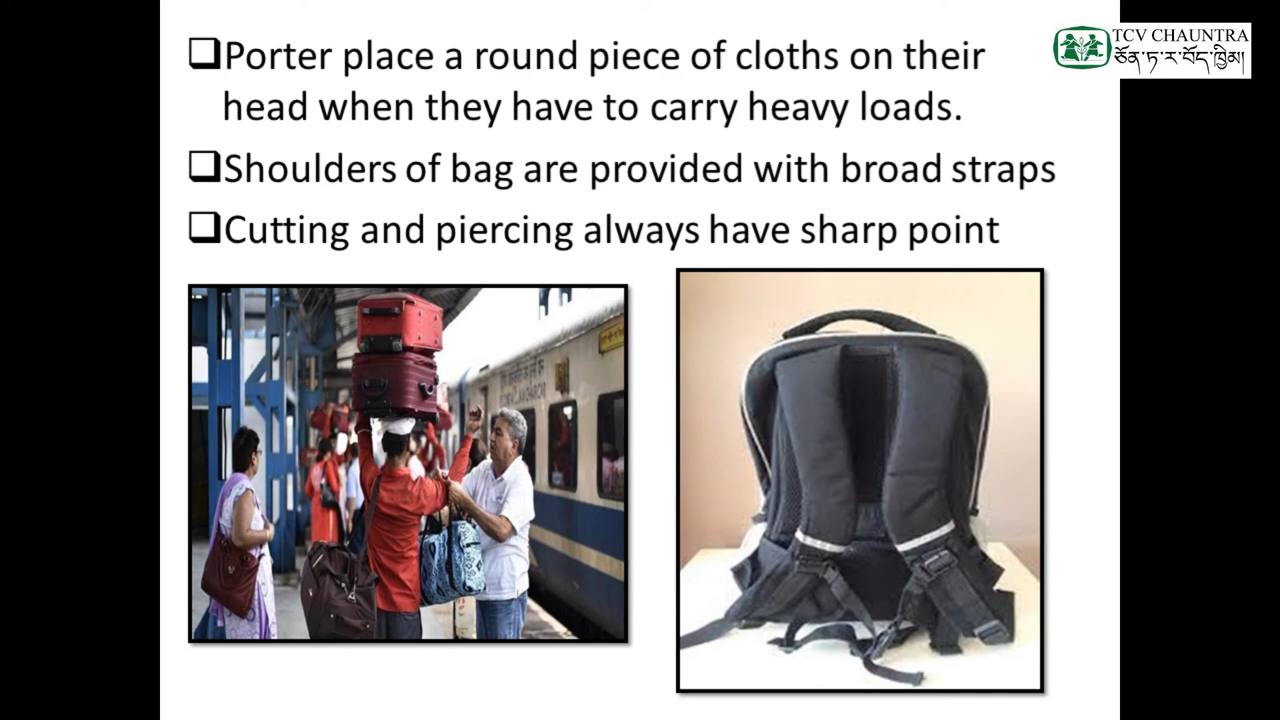 ❑Porter place a round piece of cloths on their
head when they have to carry heavy loads.
❑Shoulders of bag are provided with broad straps
❑Cutting and piercing always have sharp point
TCV CHAUNTRA
ཅོན་ཏ་ར་བོད་ཁྱིམ།